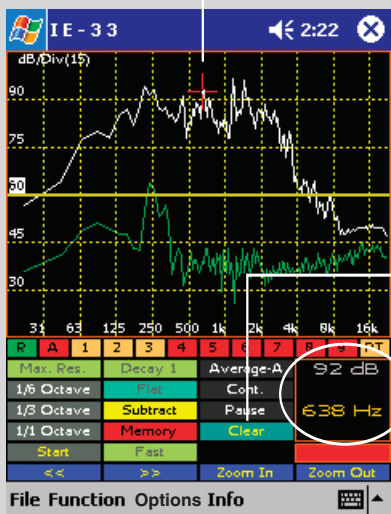 IE-33 2:22
dB/Div(15)
90
75
60
45
30
31 63 125 250 500 1k 2k 4k 8k 16k
R A 1 2 3 4 5 6 7 8 9 PT
Max. Res. Decay 1 Average-A 92 dB
1/6 Octave Flat Cont.
1/3 Octave Subtract Pause 638 Hz
1/1 Octave Memory Clear
Start Fast
<< >> Zoom In Zoom Out
File Function Options Info